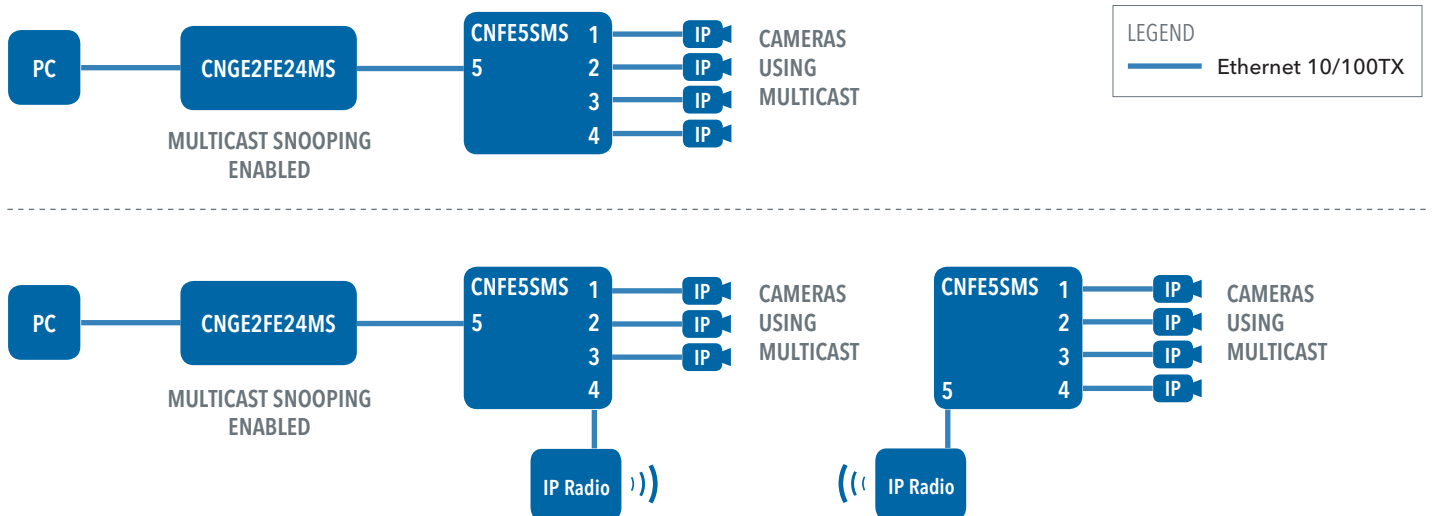 PC
CNGE2FE24MS
MULTICAST SNOOPING
ENABLED
CNFE5SMS
5
1
2
3
4
IP
IP
IP
IP
CAMERAS
USING
MULTICAST
LEGEND
Ethernet 10/100TX
PC
CNGE2FE24MS
MULTICAST SNOOPING
ENABLED
CNFE5SMS
5
1
2
3
4
IP
IP
IP
CAMERAS
USING
MULTICAST
IP Radio
CNFE5SMS
5
1
2
3
4
IP
IP
IP
IP
CAMERAS
USING
MULTICAST
IP Radio